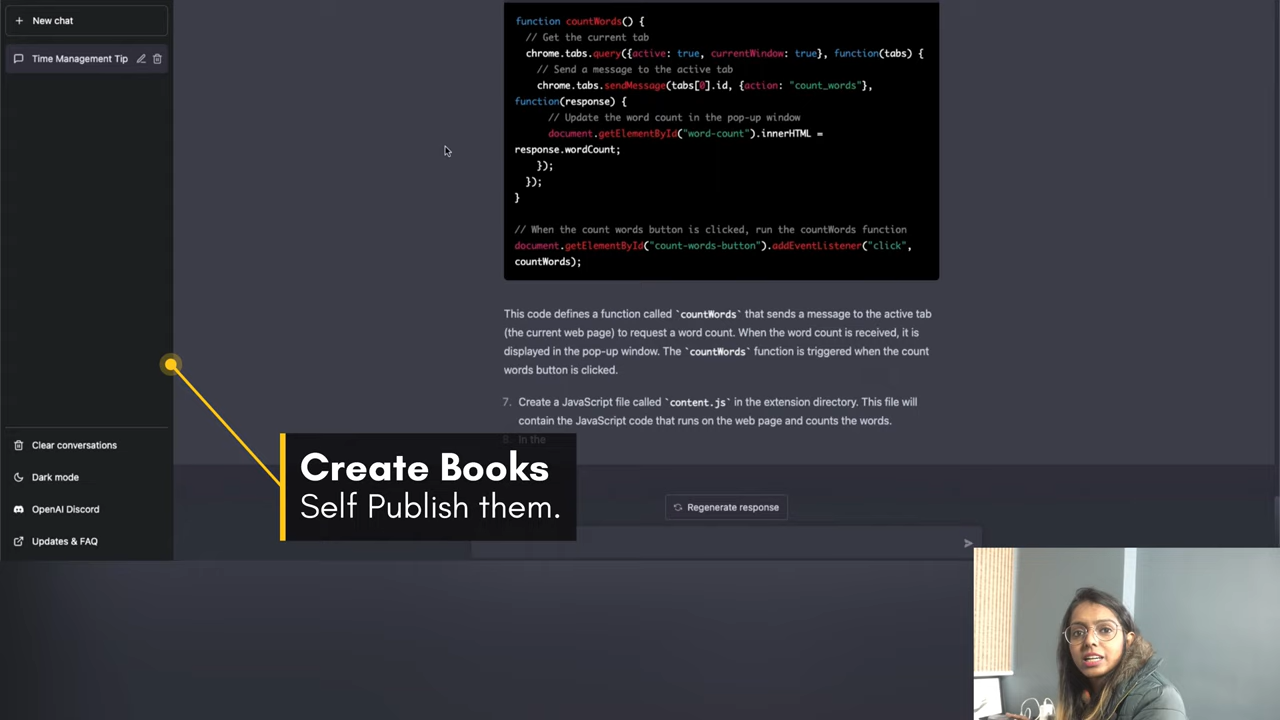 New chat
Time Management Tip
Clear conversations
Dark mode
OpenAI Discord
Updates & FAQ
function countWords() {
// Get the current tab
chrome.tabs.query({active: true, currentWindow: true}, function(tabs) {
// Send a message to the active tab
chrome.tabs.sendMessage(tabs[0].id, {action: "count_words"},
function(response) {
// Update the word count in the pop-up window
document.getElementById("word-count").innerHTML =
response.wordCount;
});
});
}
// When the count words button is clicked, run the countWords function
document.getElementById("count-words-button").addEventListener("click",
countWords);
This code defines a function called `countWords` that sends a message to the active tab
(the current web page) to request a word count. When the word count is received, it is
displayed in the pop-up window. The `countWords` function is triggered when the count
words button is clicked.
7. Create a JavaScript file called `content.js` in the extension directory. This file will
contain the JavaScript code that runs on the web page and counts the words.
8. In the
Regenerate response
Create Books
Self Publish them.